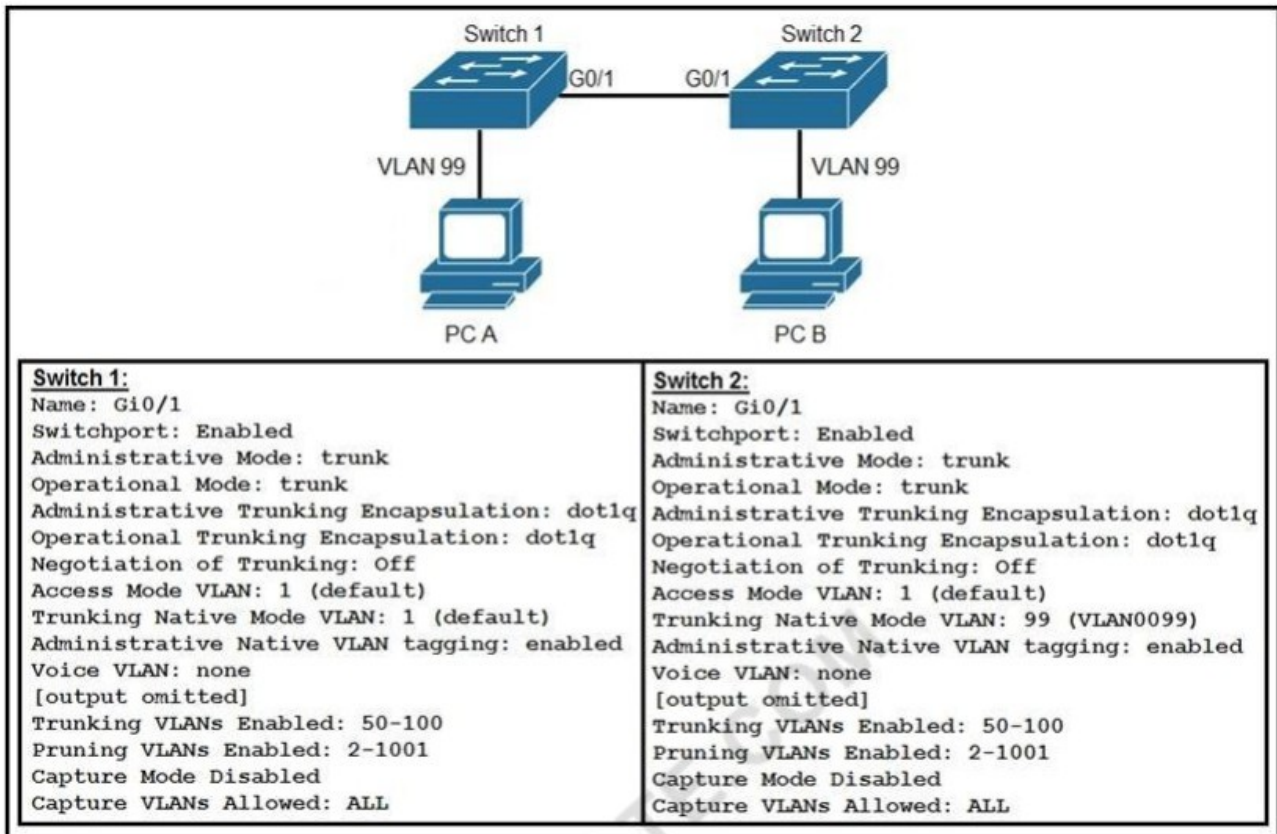 Switch 1
Switch 2
G0/1
G0/1
VLAN 99
VLAN 99
PC A
PC B
Switch 1:
Name: Gi0/1
Switchport: Enabled
Administrative Mode: trunk
Operational Mode: trunk
Administrative Trunking Encapsulation: dot1q
Operational Trunking Encapsulation: dot1q
Negotiation of Trunking: Off
Access Mode VLAN: 1 (default)
Trunking Native Mode VLAN: 1 (default)
Administrative Native VLAN tagging: enabled
Voice VLAN: none
[output omitted]
Trunking VLANs Enabled: 50-100
Pruning VLANs Enabled: 2-1001
Capture Mode Disabled
Capture VLANs Allowed: ALL
Switch 2:
Name: Gi0/1
Switchport: Enabled
Administrative Mode: trunk
Operational Mode: trunk
Administrative Trunking Encapsulation: dot1q
Operational Trunking Encapsulation: dot1q
Negotiation of Trunking: Off
Access Mode VLAN: 1 (default)
Trunking Native Mode VLAN: 99 (VLAN0099)
Administrative Native VLAN tagging: enabled
Voice VLAN: none
[output omitted]
Trunking VLANs Enabled: 50-100
Pruning VLANs Enabled: 2-1001
Capture Mode Disabled
Capture VLANs Allowed: ALL